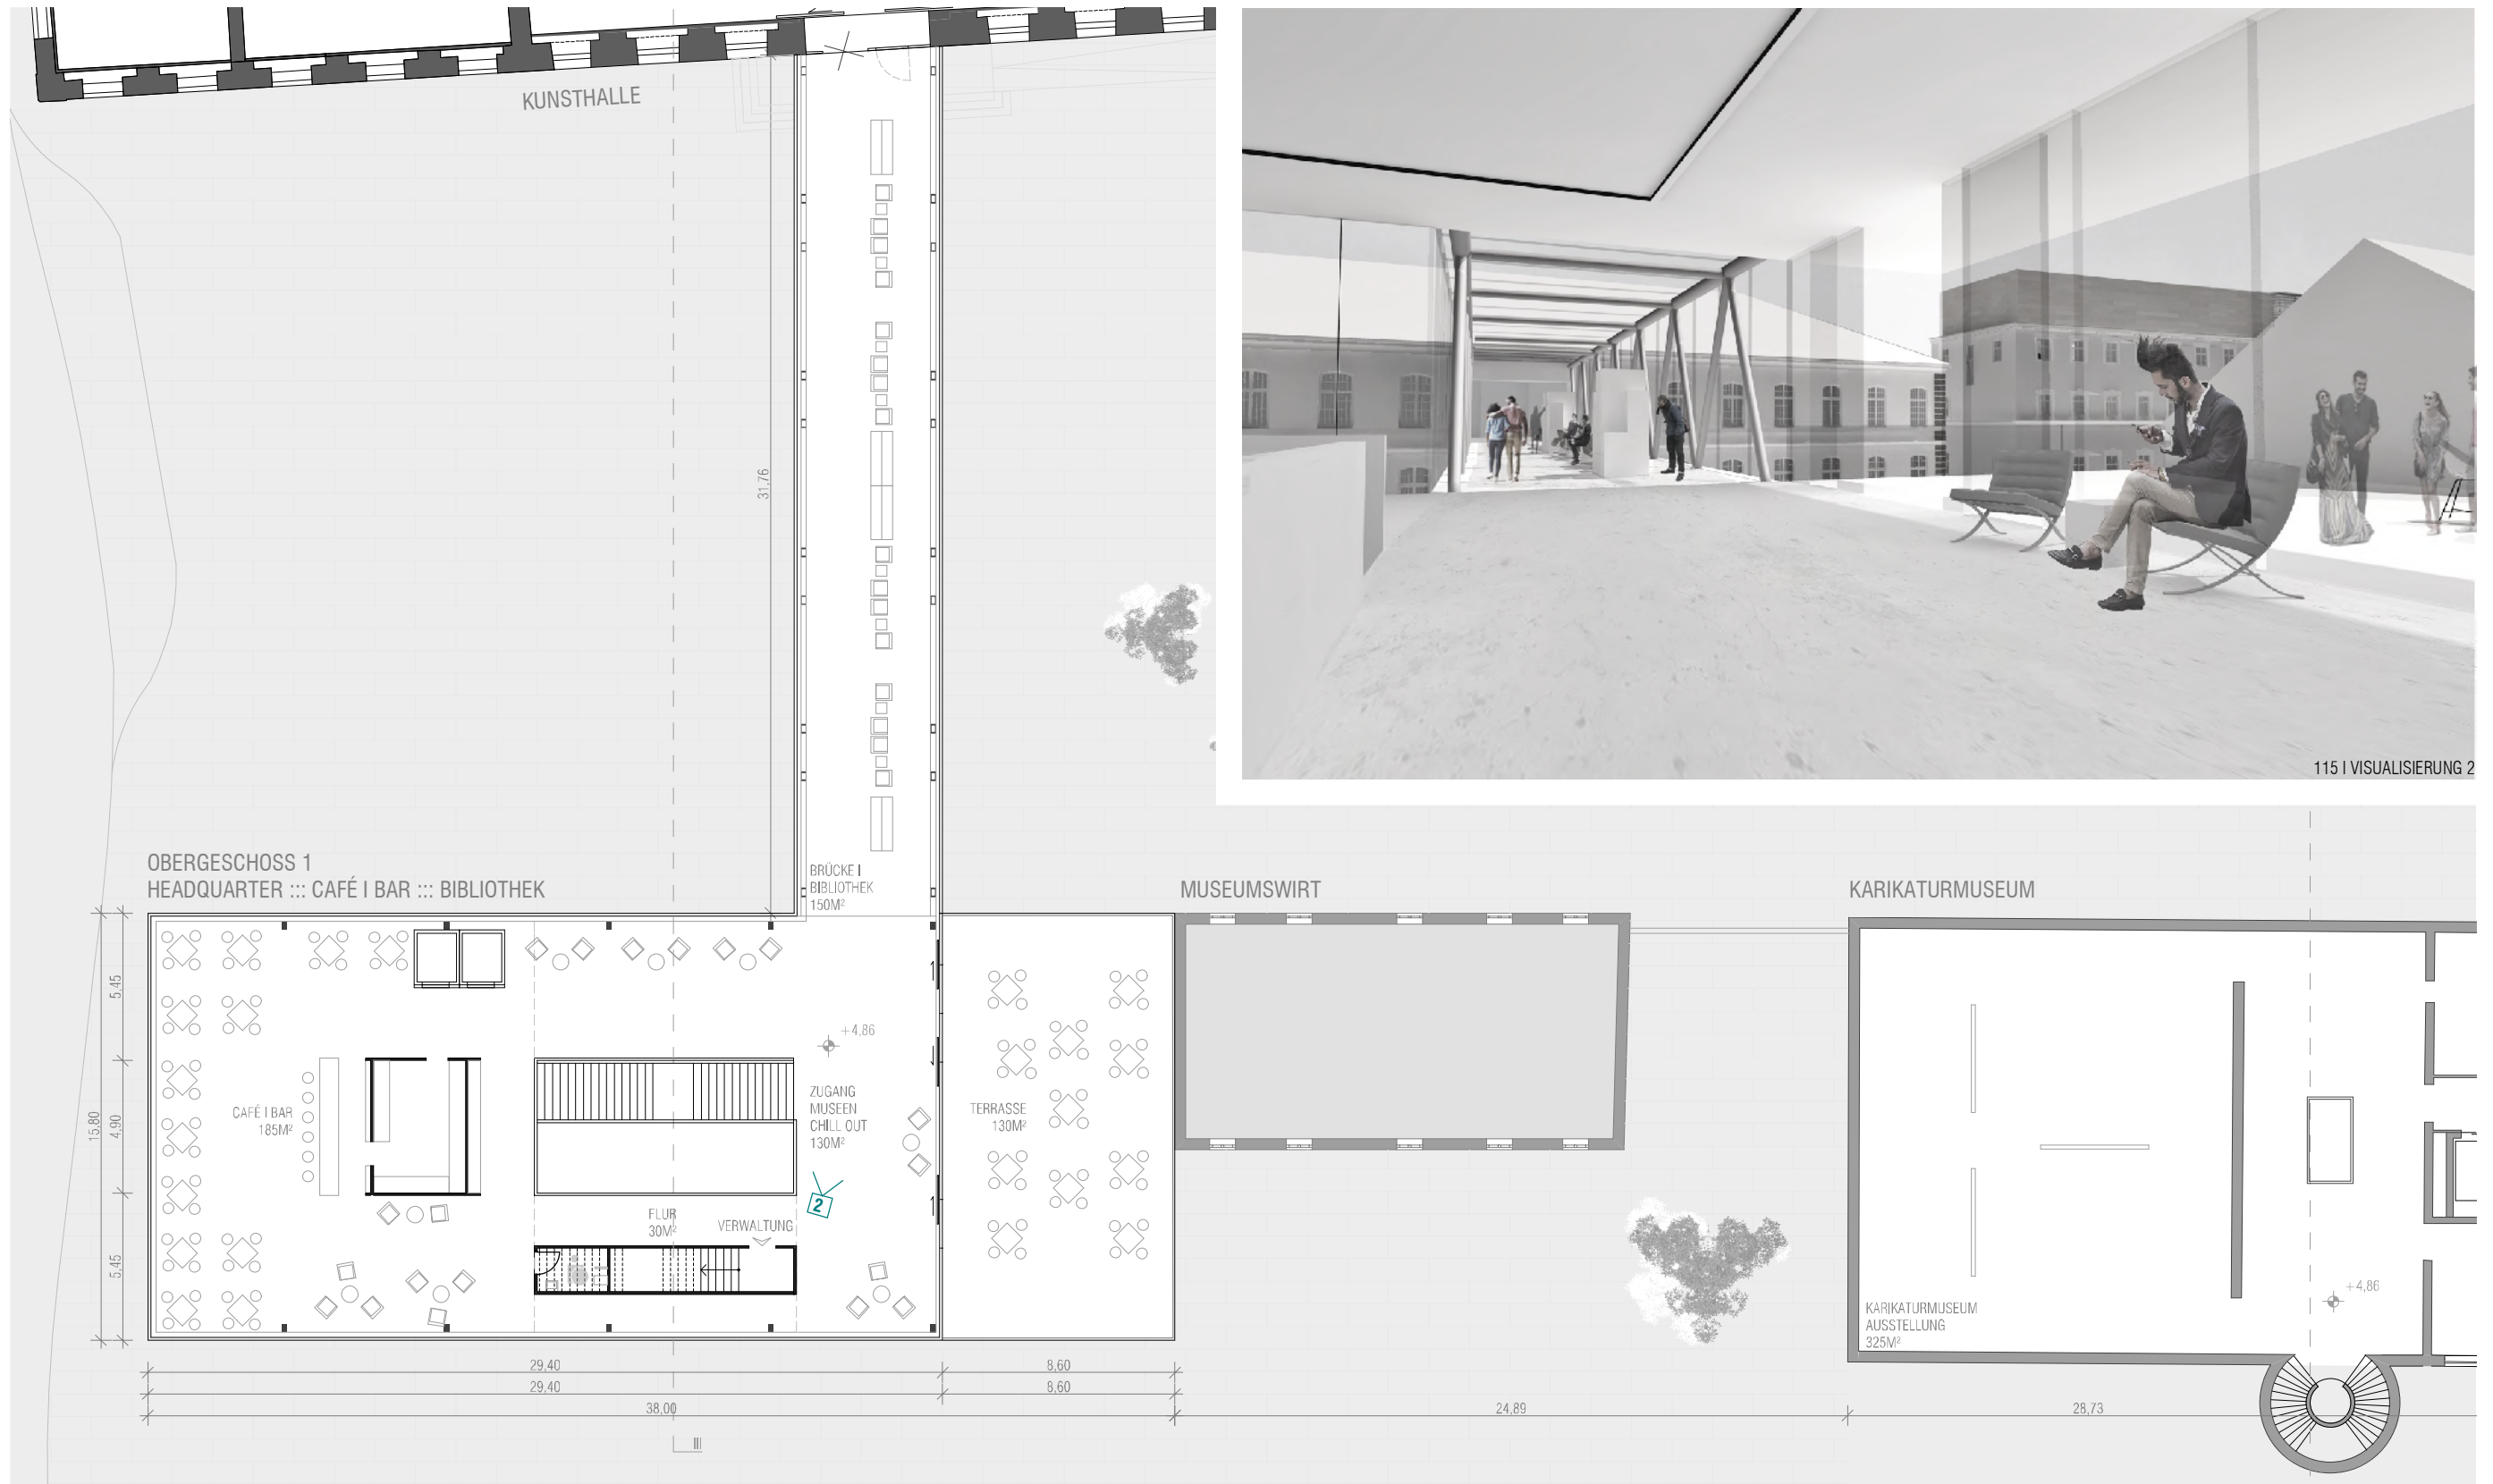 KUNSTHALLE
31,76
115 I VISUALISIERUNG 2
OBERGESCHOSS 1
HEADQUARTER ::: CAFÉ I BAR ::: BIBLIOTHEK
BRÜCKE I
BIBLIOTHEK
150M²
MUSEUMSWIRT
KARIKATURMUSEUM
5,45
4,90
5,45
15,80
+4,86
CAFÉ I BAR
185M²
ZUGANG
MUSEEN
CHILL OUT
130M²
TERRASSE
130M²
2
FLUR
30M²
VERWALTUNG
KARIKATURMUSEUM
AUSSTELLUNG
325M²
+4,86
29,40
8,60
29,40
8,60
38,00
24,89
28,73
III